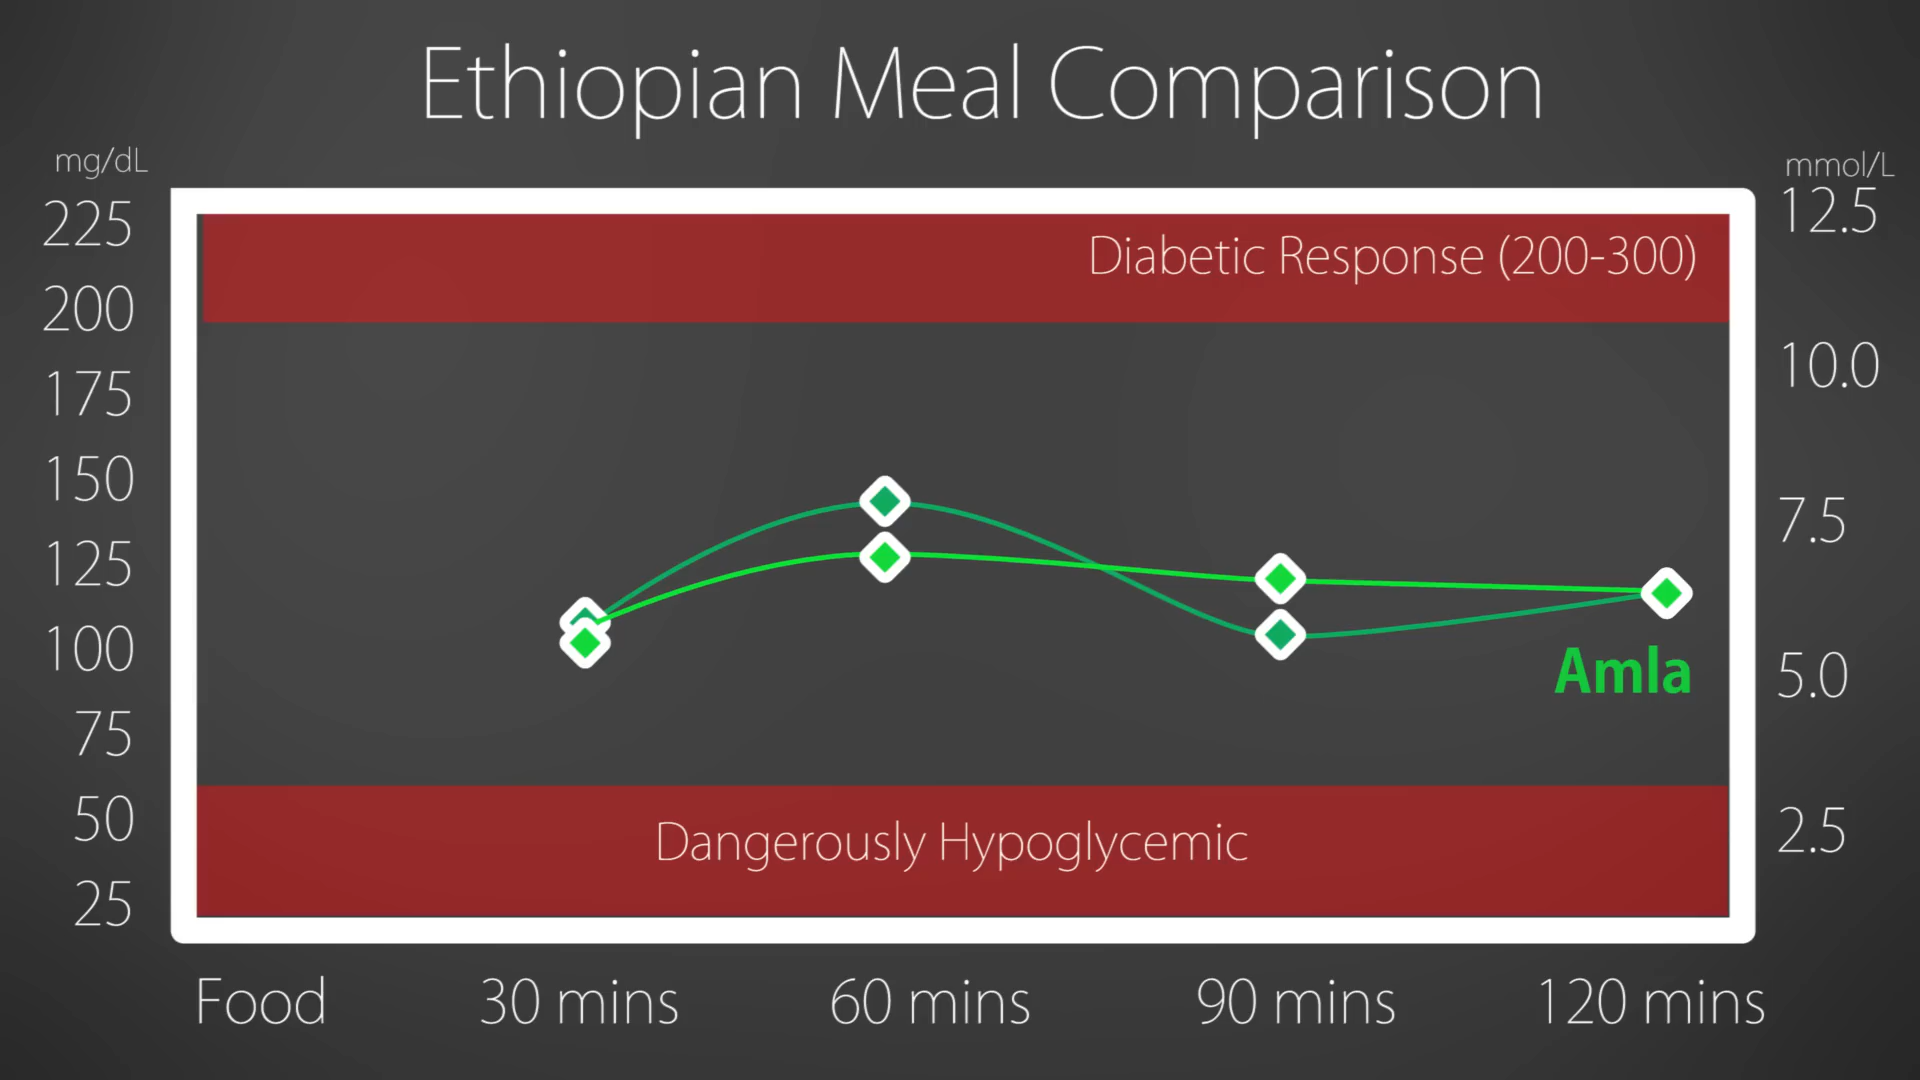 Ethiopian Meal Comparison
mg/dL
mmol/L
225
200
175
150
125
100
75
50
25
12.5
10.0
7.5
5.0
2.5
Diabetic Response (200-300)
Amla
Dangerously Hypoglycemic
Food
30 mins
60 mins
90 mins
120 mins